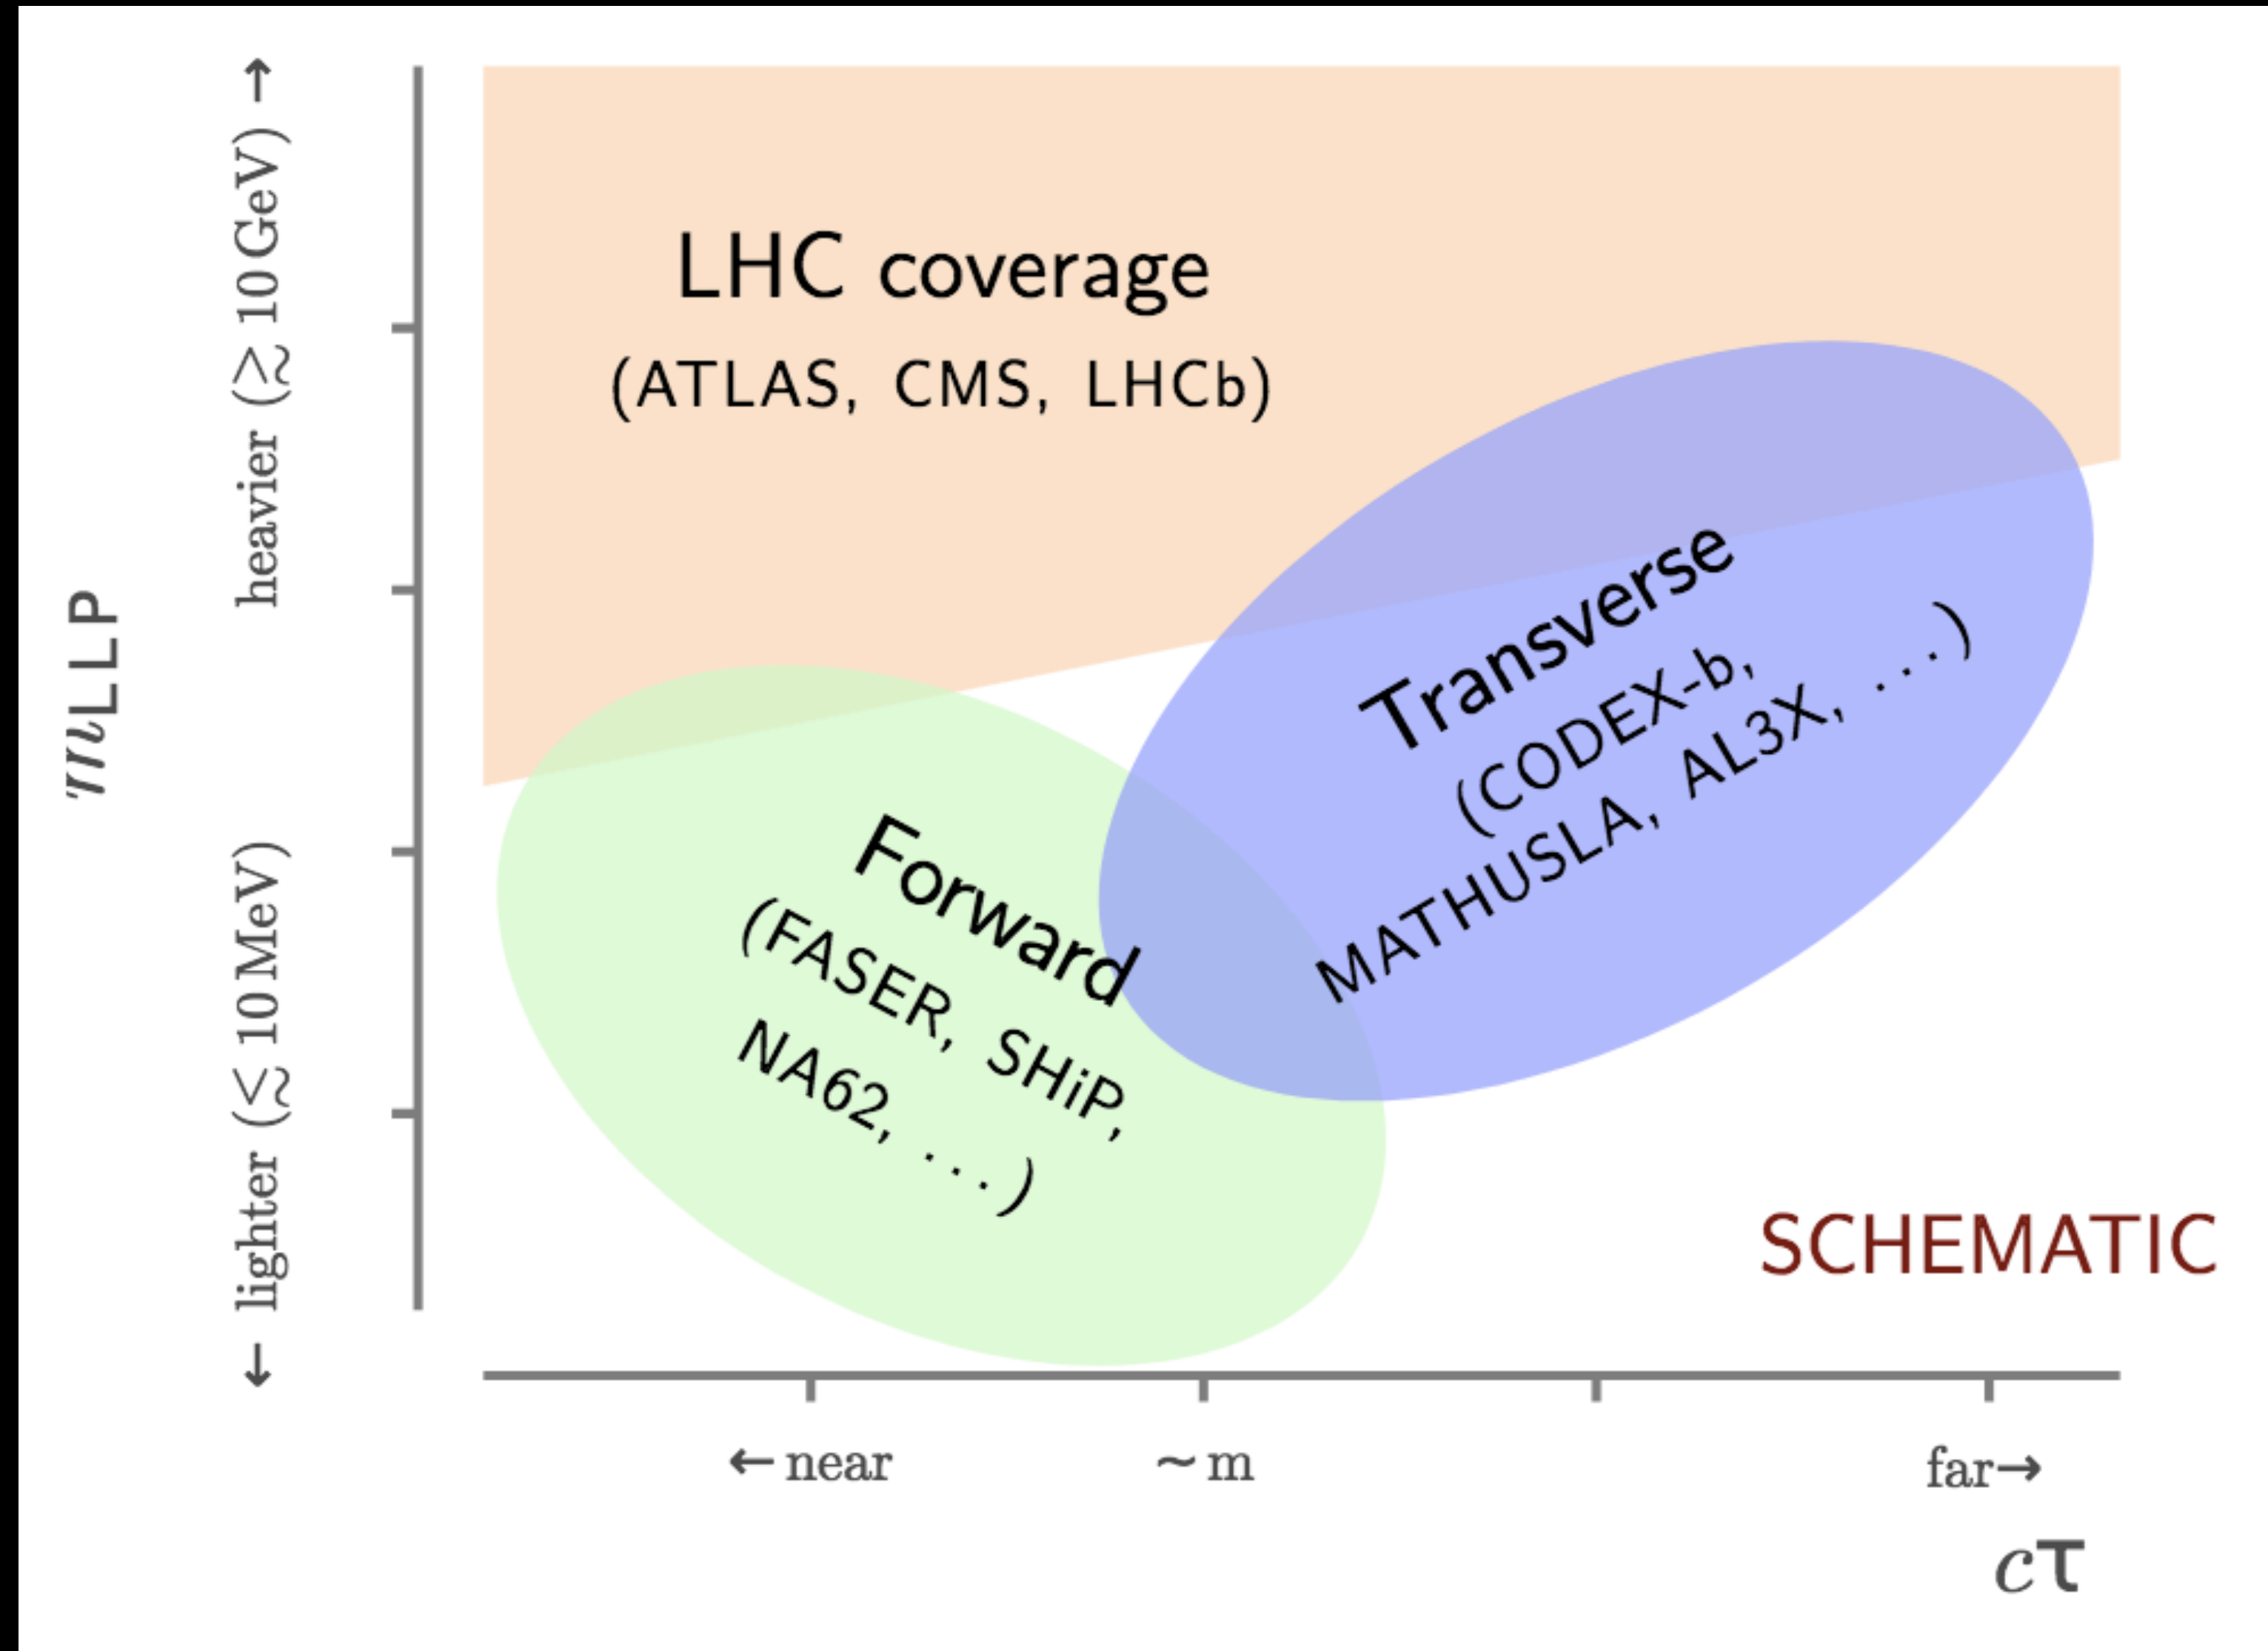 heavier (≳ 10 GeV) →
← lighter (≲ 10 MeV)
mLLP
LHC coverage
(ATLAS, CMS, LHCb)
Transverse
(CODEX-b,
MATHUSLA, AL3X, ...)
Forward
(FASER, SHiP,
NA62, ...)
SCHEMATIC
← near
∼ m
far→
cτ